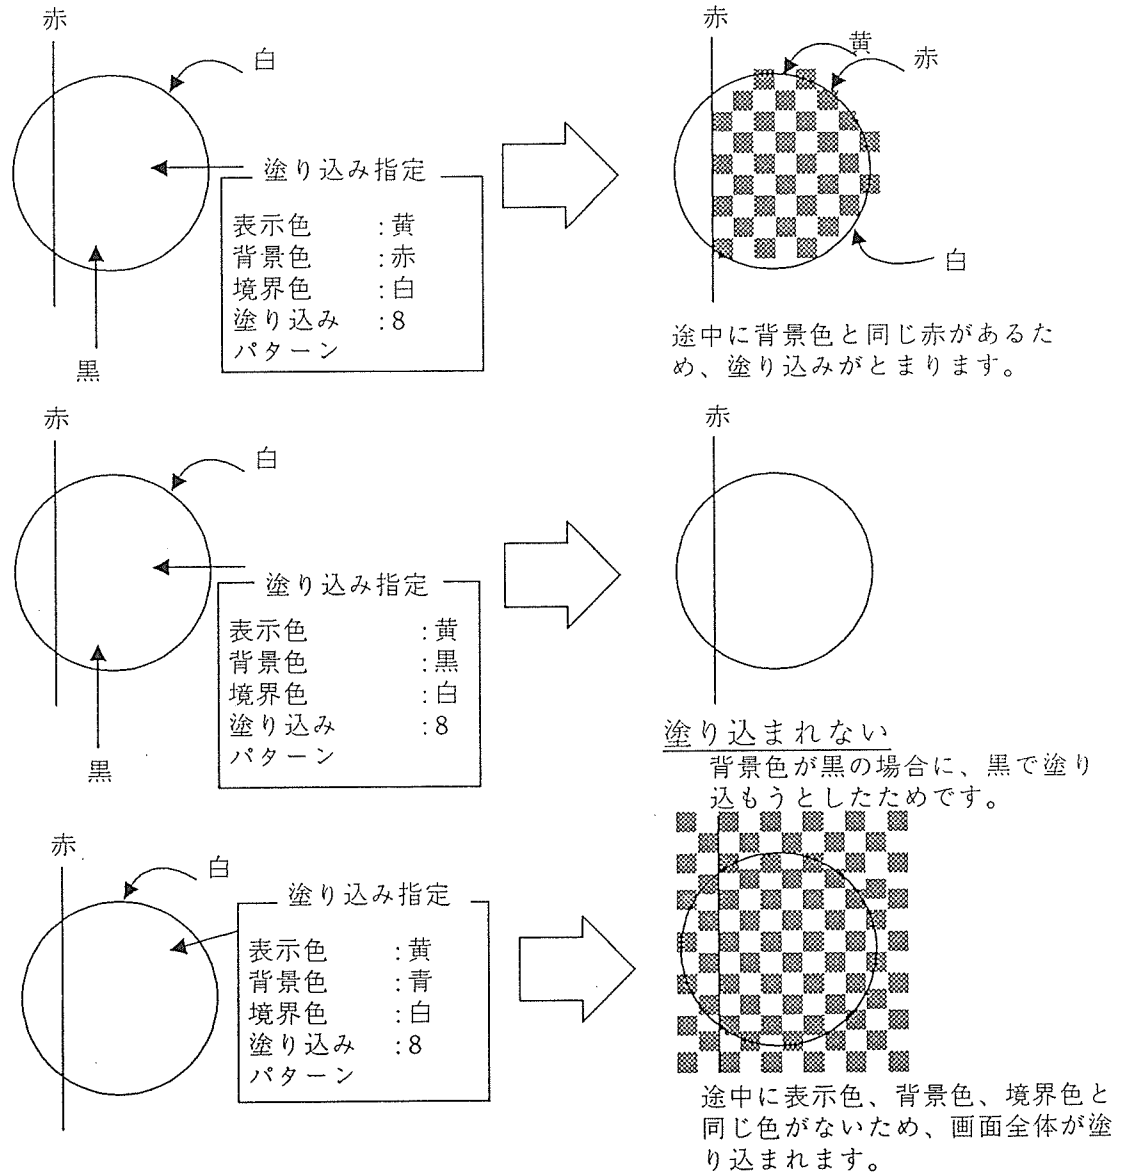 赤
白
塗り込み指定
表示色 :黄
背景色 :赤
境界色 :白
塗り込み :8
パターン
黒
赤
黄
赤
白
途中に背景色と同じ赤があるた
め、塗り込みがとまります。
赤
白
塗り込み指定
表示色 :黄
背景色 :黒
境界色 :白
塗り込み :8
パターン
黒
赤
塗り込まれない
背景色が黒の場合に、黒で塗り
込もうとしたためです。
赤
白
塗り込み指定
表示色 :黄
背景色 :青
境界色 :白
塗り込み :8
パターン
途中に表示色、背景色、境界色と
同じ色がないため、画面全体が塗
り込まれます。